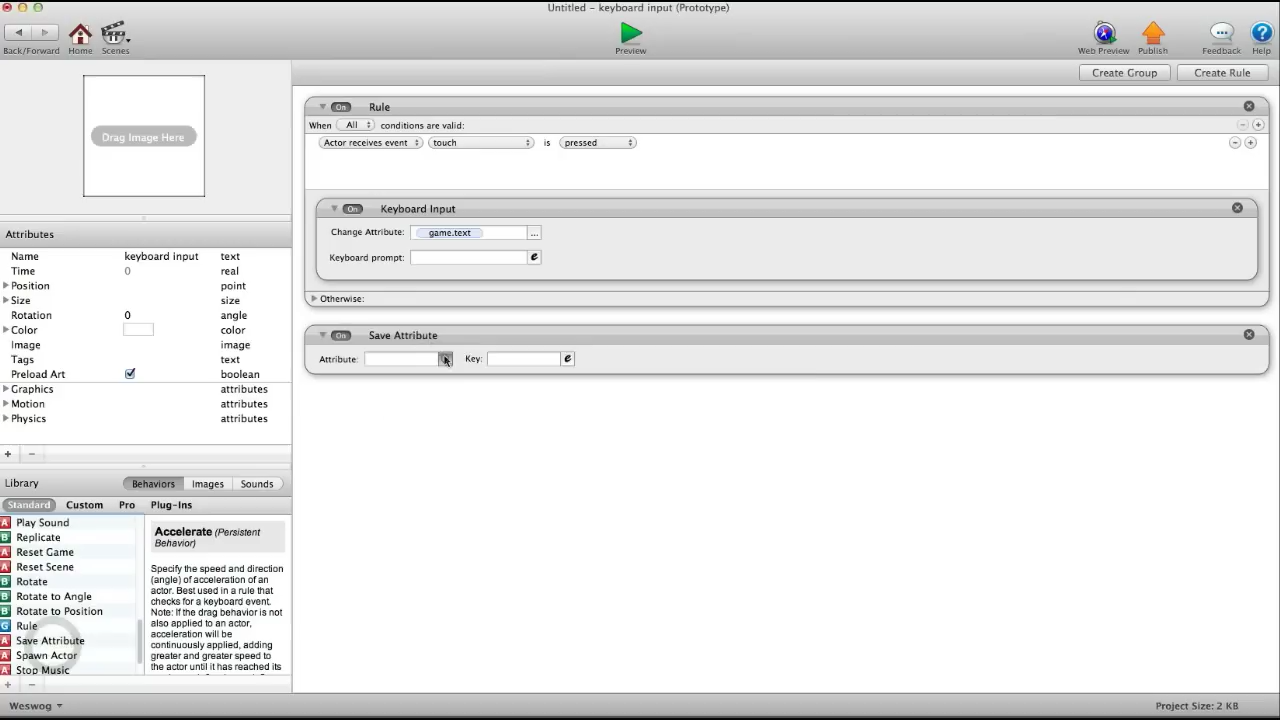 Untitled - keyboard input (Prototype)
Back/Forward Home Scenes Preview Web Preview Publish Feedback Help
Create Group Create Rule
Drag Image Here
Attributes
Name keyboard input text
Time 0 real
Position point
Size size
Rotation 0 angle
Color color
Image image
Tags text
Preload Art boolean
Graphics attributes
Motion attributes
Physics attributes
+ -
Library Behaviors Images Sounds
Standard Custom Pro Plug-Ins
A Play Sound
B Replicate
A Reset Game
A Reset Scene
B Rotate
B Rotate to Angle
B Rotate to Position
G Rule
A Save Attribute
A Spawn Actor
A Stop Music
Accelerate (Persistent
Behavior)
Specify the speed and direction
(angle) of acceleration of an
actor. Best used in a rule that
checks for a keyboard event.
Note: If the drag behavior is not
also applied to an actor,
acceleration will be
continuously applied, adding
greater and greater speed to
the actor until it has reached its
+ -
Weswog
On Rule
When All conditions are valid:
Actor receives event touch is pressed
On Keyboard Input
Change Attribute: game.text ...
Keyboard prompt: e
Otherwise:
On Save Attribute
Attribute: Key: e
Project Size: 2 KB